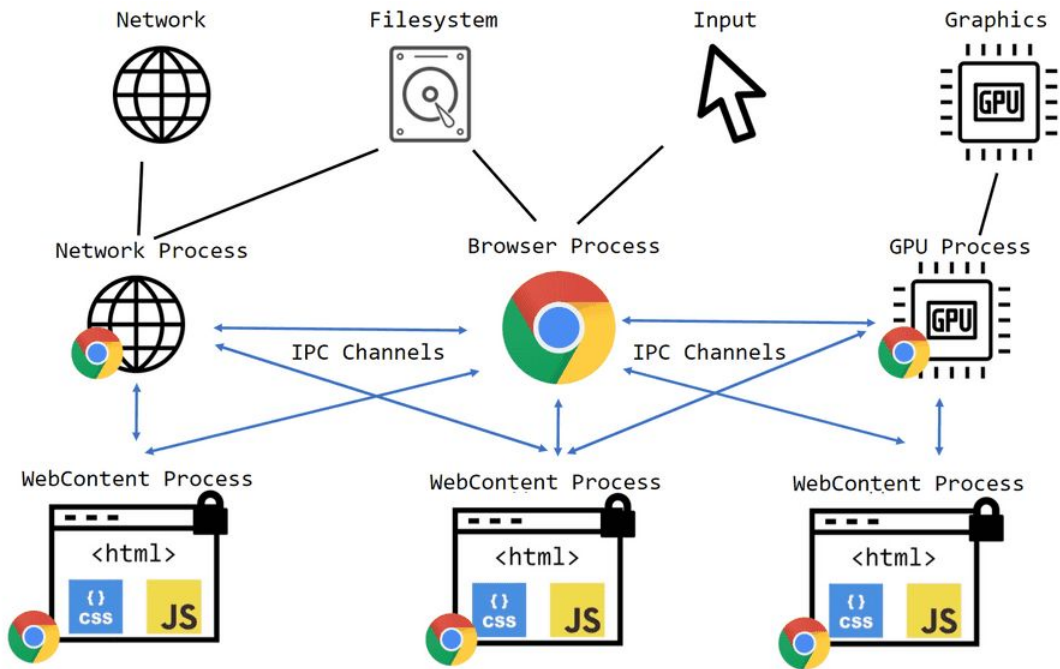 Network
Filesystem
Input
Graphics
GPU
Network Process
Browser Process
GPU Process
GPU
IPC Channels
IPC Channels
WebContent Process
WebContent Process
WebContent Process
<html>
<html>
<html>
{ }
CSS
JS
{ }
CSS
JS
{ }
CSS
JS